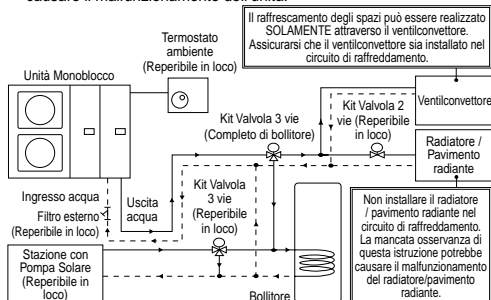 causare il malfunzionamento dell'unità.
Il raffrescamento degli spazi può essere realizzato
SOLAMENTE attraverso il ventilconvettore.
Assicurarsi che il ventilconvettore sia installato nel
circuito di raffreddamento.
Termostato
ambiente
(Reperibile in loco)
Unità Monoblocco
Kit Valvola 3 vie
(Completo di bollitore)
Kit Valvola 2
vie (Reperibile
in loco)
Ventilconvettore
Radiatore /
Pavimento
radiante
Ingresso acqua
Filtro esterno
(Reperibile in loco)
Uscita
acqua
Kit Valvola
3 vie
(Reperibile
in loco)
Non installare il radiatore
/ pavimento radiante nel
circuito di raffreddamento.
La mancata osservanza di
questa istruzione potrebbe
causare il malfunzionamento
del radiatore/pavimento
radiante.
Stazione con
Pompa Solare
(Reperibile in
loco)
Bollitore